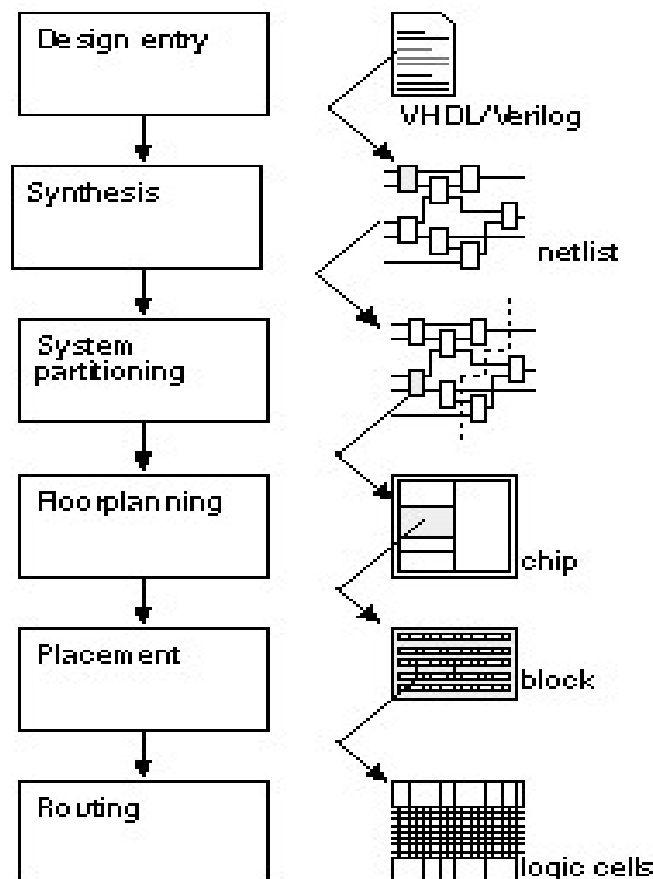 Design entry
VHDL/Verilog
Synthesis
netlist
System
partitioning
Floorplanning
chip
Placement
block
Routing
logic cells